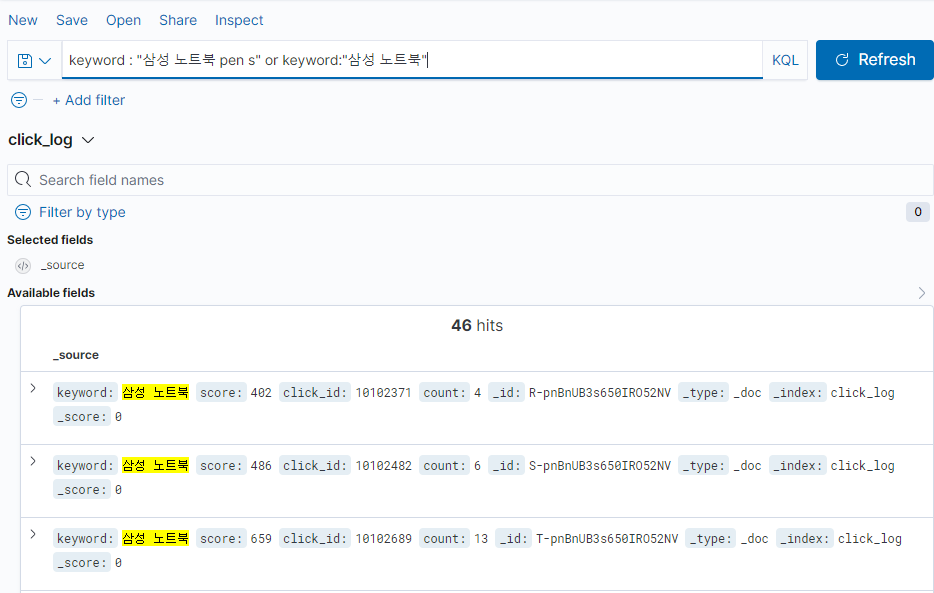 New Save Open Share Inspect
keyword : "삼성 노트북 pen s" or keyword:"삼성 노트북" KQL Refresh
+ Add filter
click_log
Search field names
Filter by type 0
Selected fields
_source
Available fields
46 hits
_source
keyword: 삼성 노트북 score: 402 click_id: 10102371 count: 4 _id: R-pnBnUB3s650IRO52NV _type: _doc _index: click_log
_score: 0
keyword: 삼성 노트북 score: 486 click_id: 10102482 count: 6 _id: S-pnBnUB3s650IRO52NV _type: _doc _index: click_log
_score: 0
keyword: 삼성 노트북 score: 659 click_id: 10102689 count: 13 _id: T-pnBnUB3s650IRO52NV _type: _doc _index: click_log
_score: 0